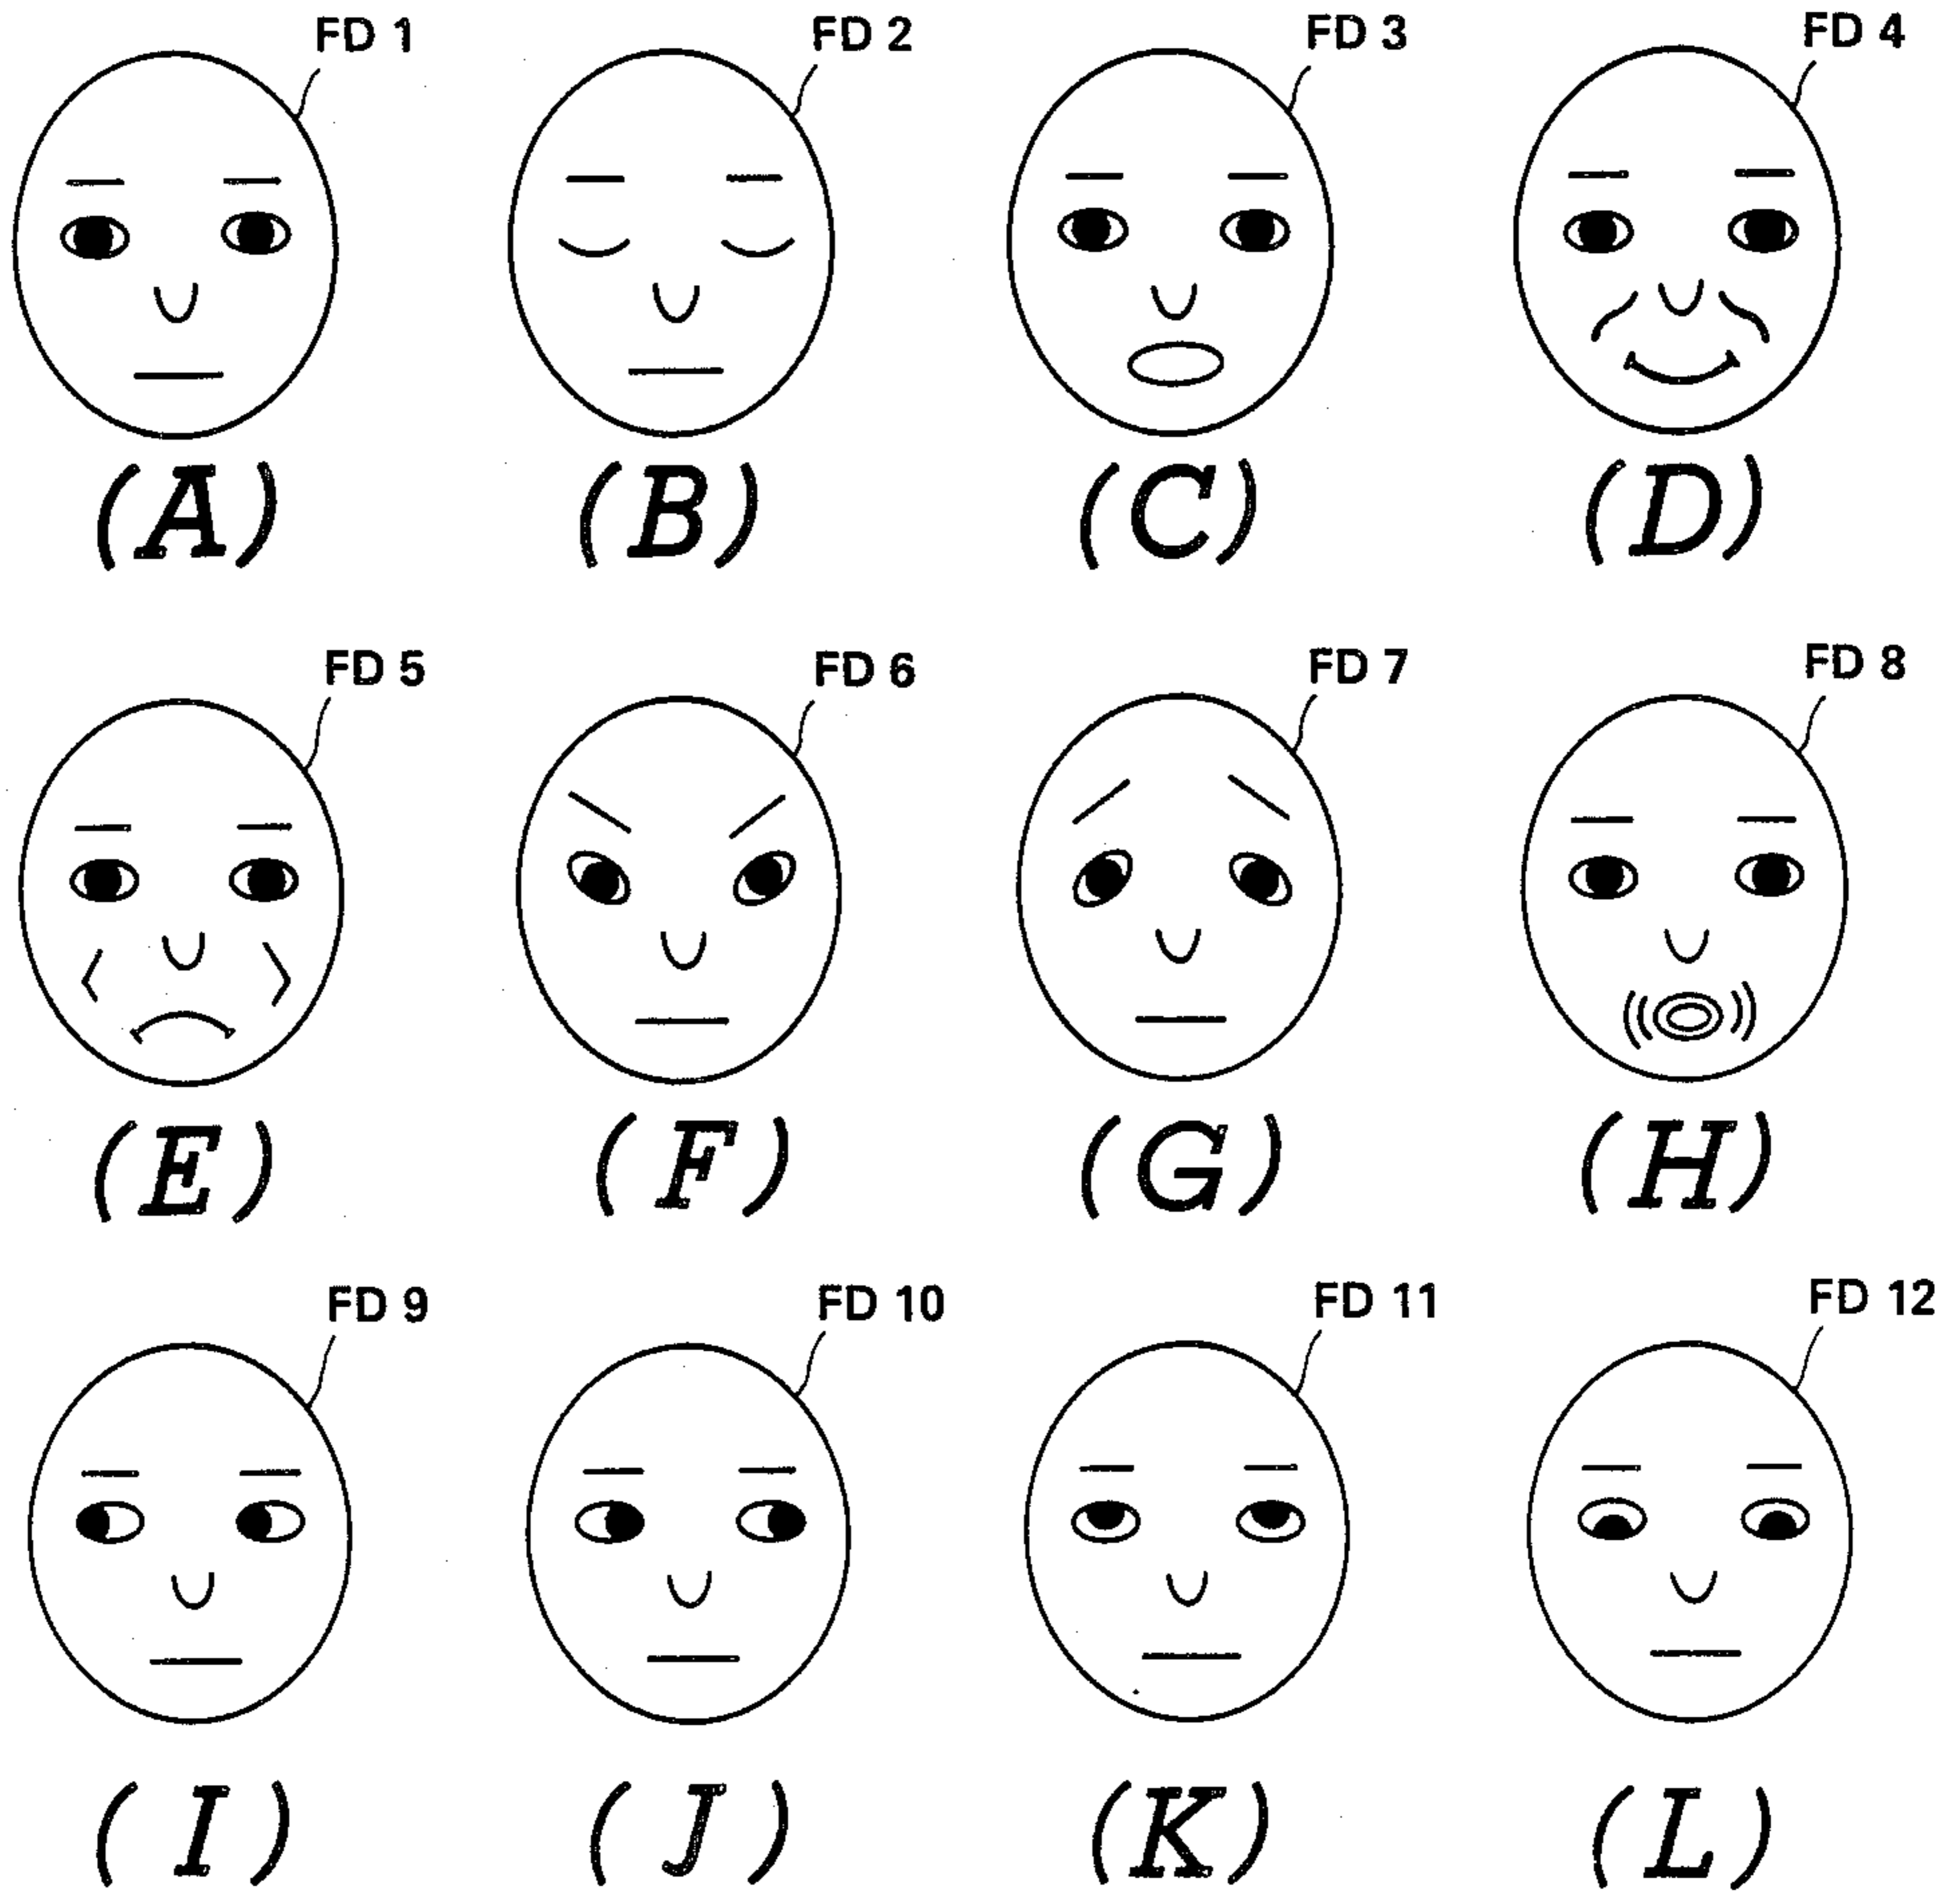 FD 1 FD 2 FD 3 FD 4
(A) (B) (C) (D)
FD 5 FD 6 FD 7 FD 8
(E) (F) (G) (H)
FD 9 FD 10 FD 11 FD 12
(I) (J) (K) (L)